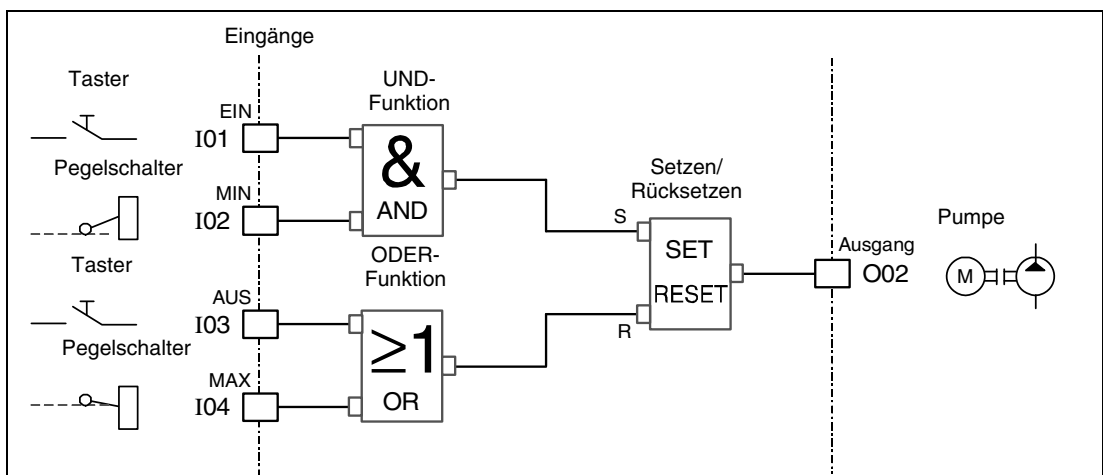 Eingänge
Taster
EIN
I01
Pegelschalter
MIN
I02
Taster
AUS
I03
Pegelschalter
MAX
I04
UND-
Funktion
&
AND
ODER-
Funktion
≥1
OR
Setzen/
Rücksetzen
S
SET
RESET
R
Ausgang
O02
Pumpe
M